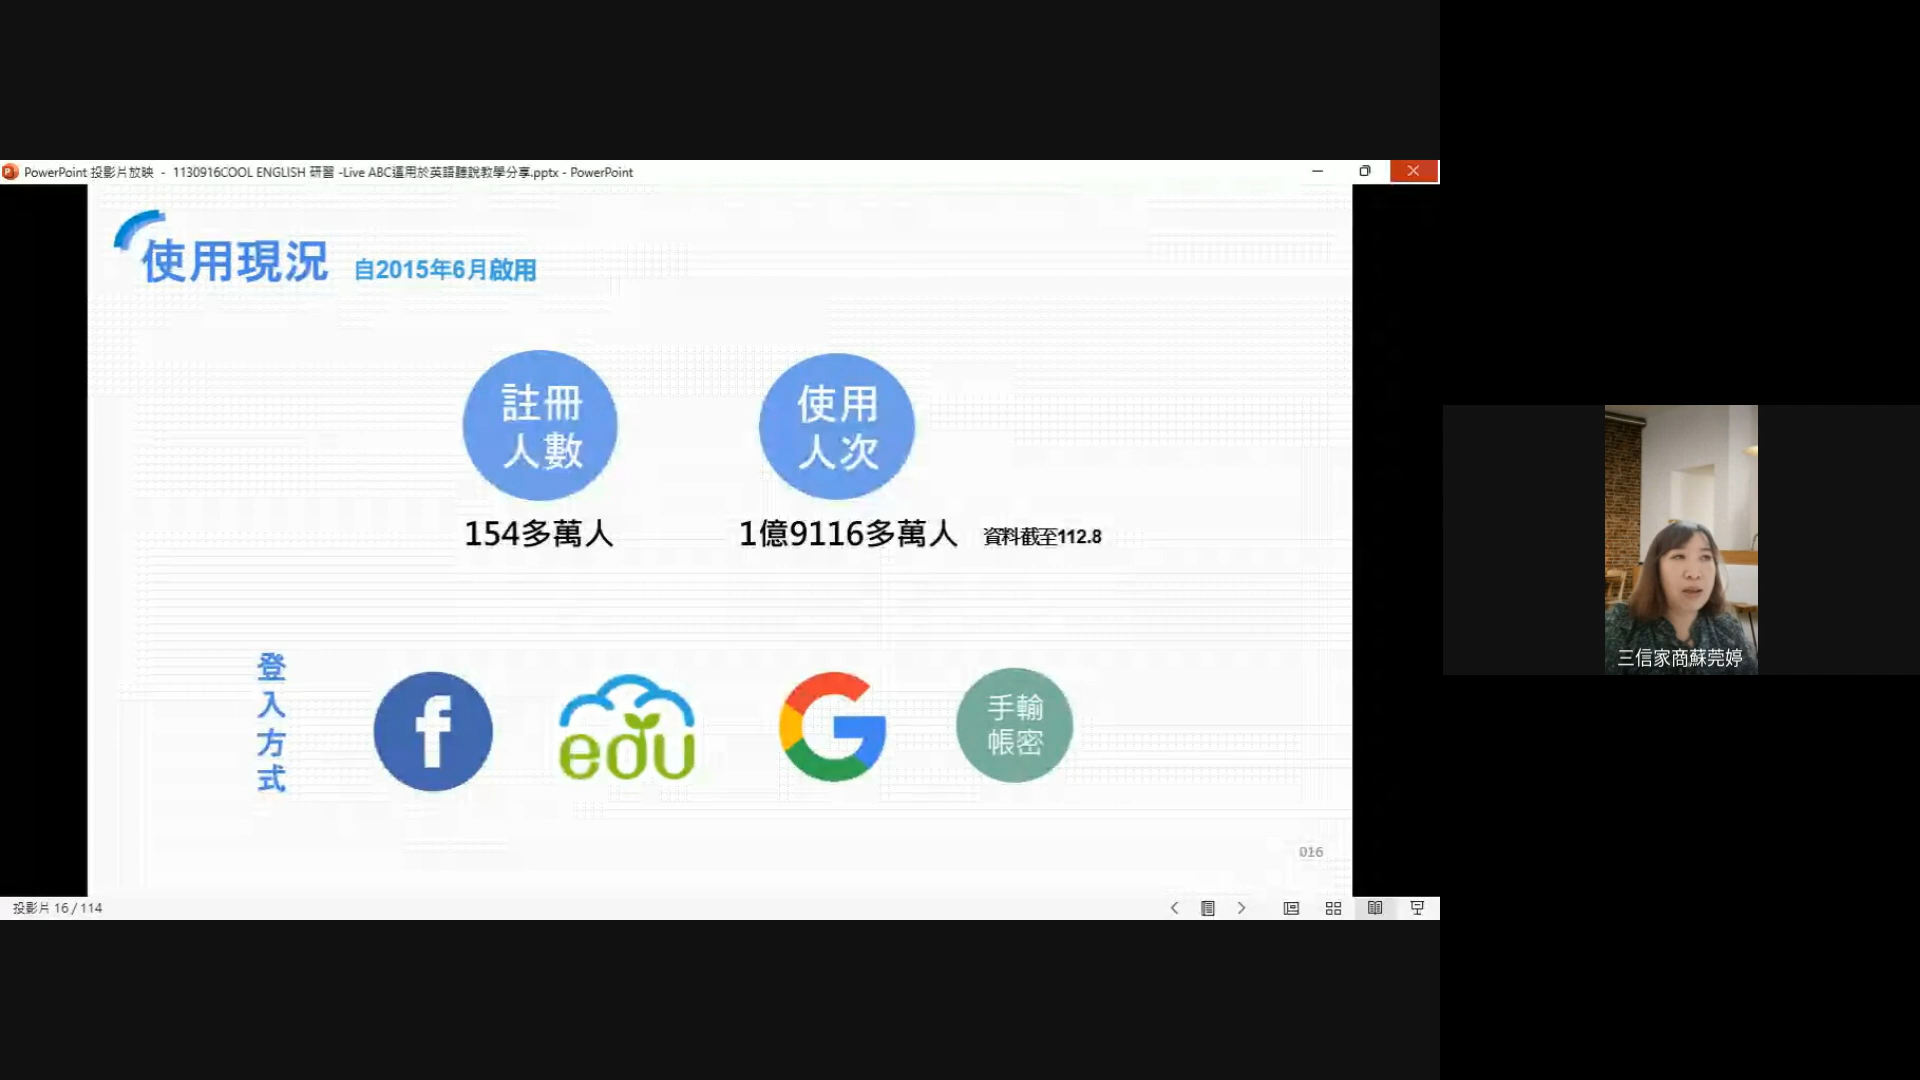 PowerPoint 投影片放映 - 1130916COOL ENGLISH 研習 -Live ABC運用於英語聽說教學分享.pptx - PowerPoint
使用現況 自2015年6月啟用
註冊
人數
使用
人次
154多萬人
1億9116多萬人 資料截至112.8
登入方式
f
edu
G
手輸
帳密
016
投影片 16 / 114
三信家商蘇莞婷